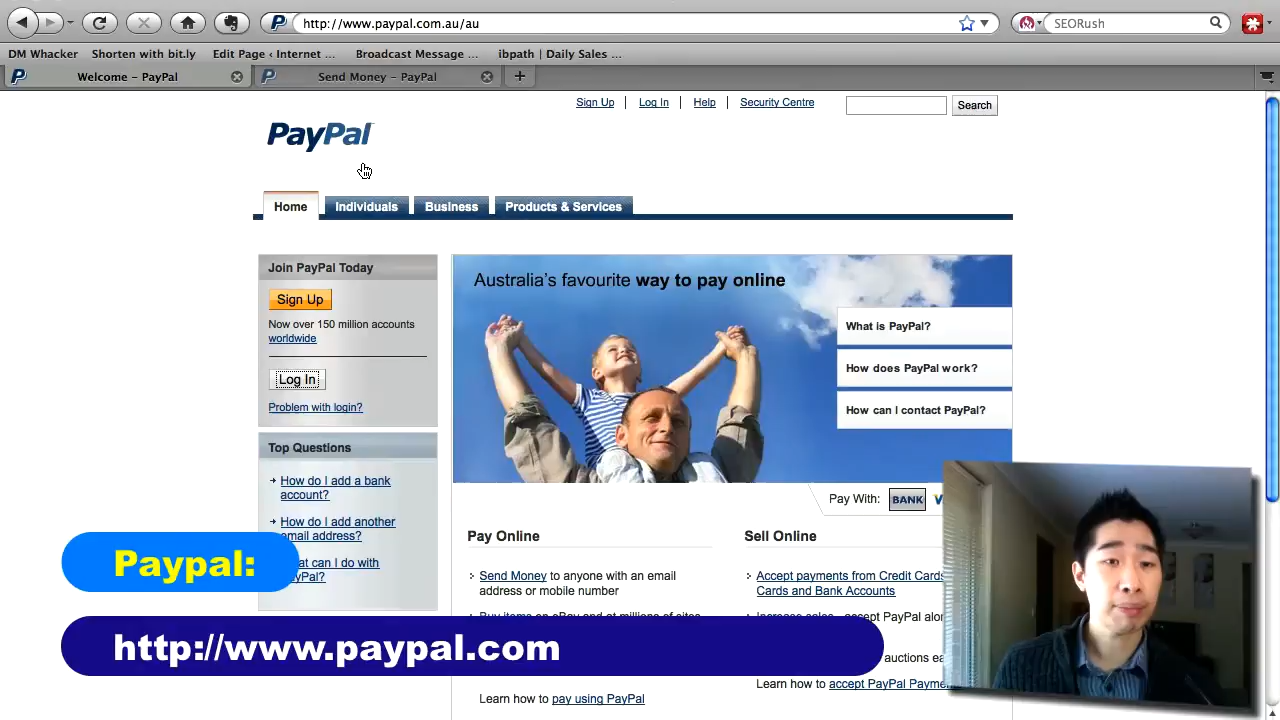 http://www.paypal.com.au/au
SEORush
DM Whacker
Shorten with bit.ly
Edit Page ‹ Internet ...
Broadcast Message ...
ibpath | Daily Sales ...
Welcome – PayPal
Send Money – PayPal
Sign Up | Log In | Help | Security Centre
Search
PayPal
Home
Individuals
Business
Products & Services
Join PayPal Today
Sign Up
Now over 150 million accounts
worldwide
Log In
Problem with login?
Top Questions
How do I add a bank
account?
How do I add another
email address?
can I do with
Australia's favourite way to pay online
What is PayPal?
How does PayPal work?
How can I contact PayPal?
Pay With: BANK
Pay Online
Send Money to anyone with an email
address or mobile number
Learn how to pay using PayPal
Sell Online
Accept payments from Credit Cards
Cards and Bank Accounts
accept PayPal
auctions
Learn how to accept PayPal
Paypal:
http://www.paypal.com